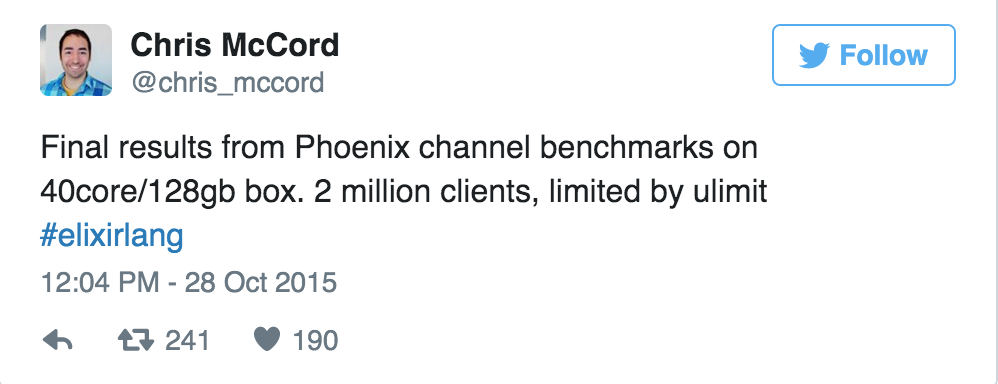 Chris McCord
@chris_mccord
Follow
Final results from Phoenix channel benchmarks on
40core/128gb box. 2 million clients, limited by ulimit
#elixirlang
12:04 PM - 28 Oct 2015
241 190